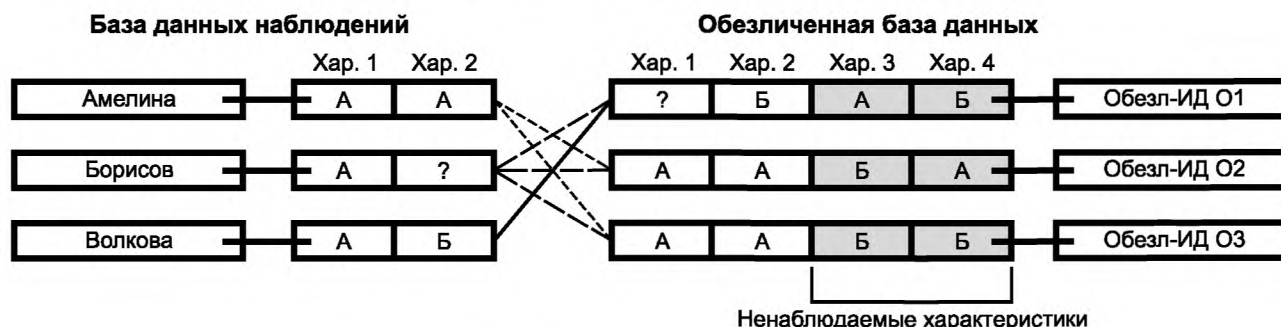 База данных наблюдений Обезличенная база данных
Хар. 1 Хар. 2 Хар. 1 Хар. 2 Хар. 3 Хар. 4
Амелина А А ? Б А Б Обезл-ИД О1
Борисов А ? А А Б А Обезл-ИД О2
Волкова А Б А А Б Б Обезл-ИД О3
Ненаблюдаемые характеристики